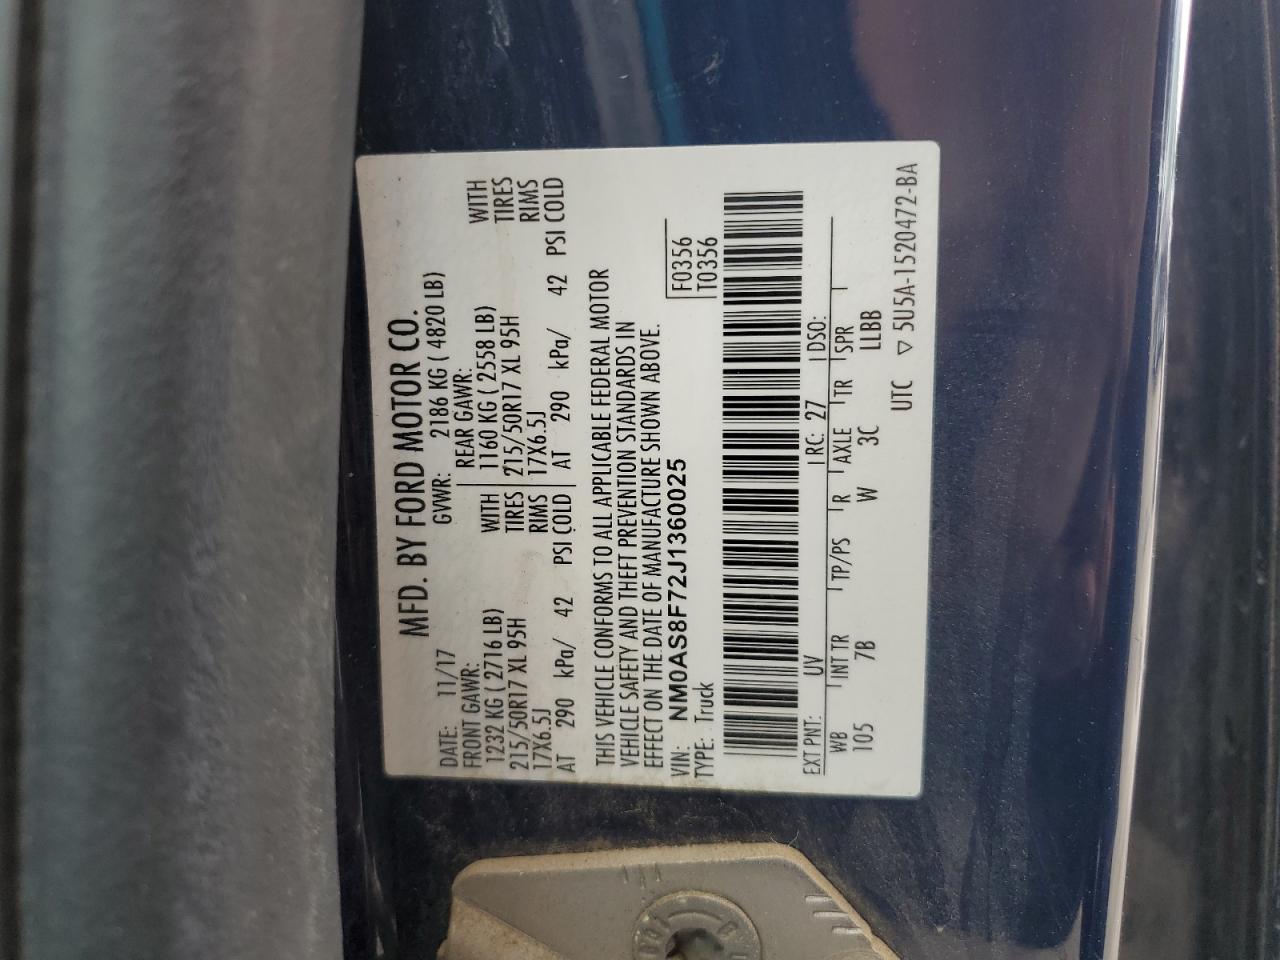 MFD. BY FORD MOTOR CO.
DATE: 11/17 GVWR: 2186 KG ( 4820 LB)
FRONT GAWR: REAR GAWR:
1232 KG ( 2716 LB) WITH 1160 KG ( 2558 LB) WITH
215/50R17 XL 95H TIRES 215/50R17 XL 95H TIRES
17X6.5J RIMS 17X6.5J RIMS
AT 290 kPa/ 42 PSI COLD AT 290 kPa/ 42 PSI COLD
THIS VEHICLE CONFORMS TO ALL APPLICABLE FEDERAL MOTOR
VEHICLE SAFETY AND THEFT PREVENTION STANDARDS IN
EFFECT ON THE DATE OF MANUFACTURE SHOWN ABOVE.
VIN: NM0AS8F72J1360025 F0356
TYPE: Truck T0356
EXT PNT: UV RC: 27 DSO:
WB INT TR TP/PS R AXLE TR SPR
105 7B W 3C LLBB
UTC ▽ 5U5A-1520472-BA